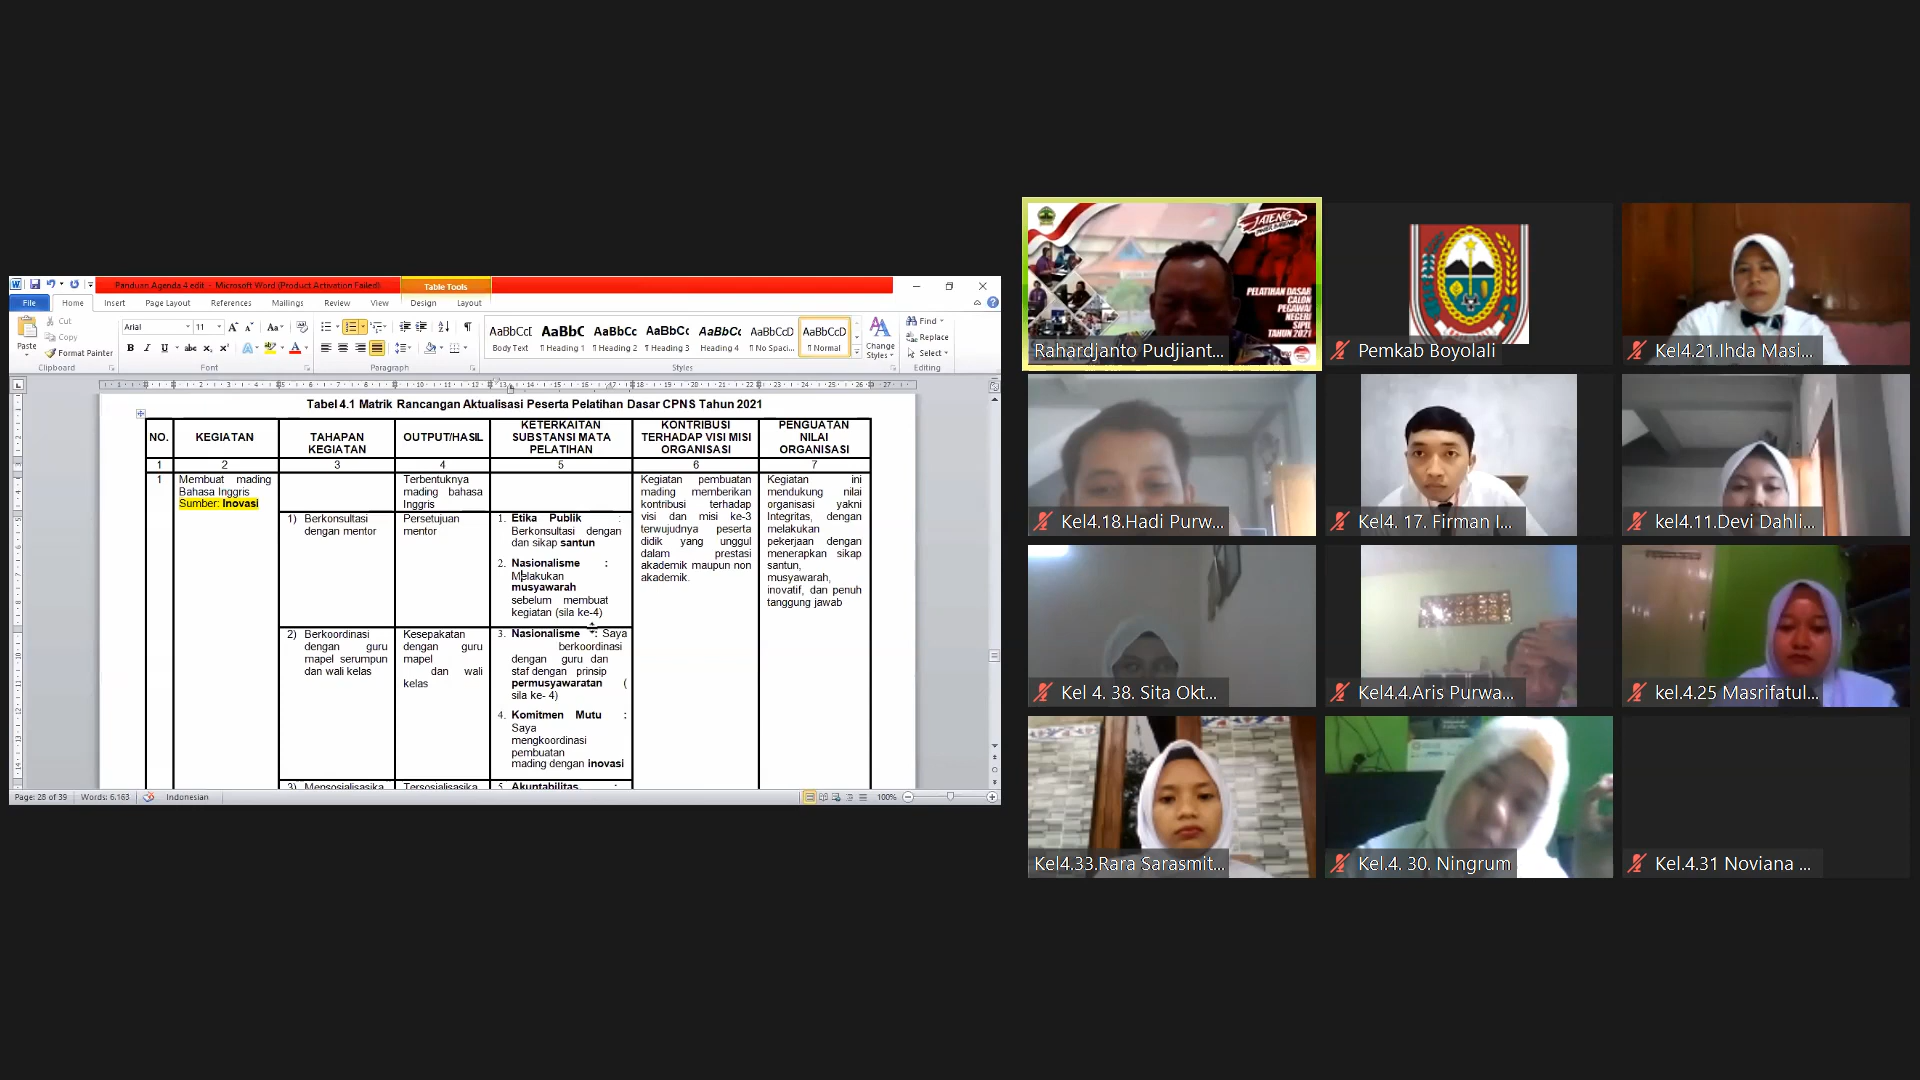 Panduan Agenda 4 edit - Microsoft Word (Product Activation Failed)
Table Tools
File
Home
Insert
Page Layout
References
Mailings
Review
View
Design
Layout
Paste
Cut
Copy
Format Painter
Clipboard
Arial
11
Font
Paragraph
AaBbCcI
Body Text
AaBbC
Heading 1
AaBbCc
Heading 2
AaBbCc
Heading 3
AaBbCc
Heading 4
AaBbCcD
No Spaci...
AaBbCcD
Normal
Change
Styles
Styles
Find
Replace
Select
Editing
Tabel 4.1 Matrik Rancangan Aktualisasi Peserta Pelatihan Dasar CPNS Tahun 2021
NO.
KEGIATAN
TAHAPAN
KEGIATAN
OUTPUT/HASIL
KETERKAITAN
SUBSTANSI MATA
PELATIHAN
KONTRIBUSI
TERHADAP VISI MISI
ORGANISASI
PENGUATAN
NILAI
ORGANISASI
1
2
3
4
5
6
7
1
Membuat mading
Bahasa Inggris
Sumber: Inovasi
Terbentuknya
mading bahasa
Inggris
1) Berkonsultasi
dengan mentor
Persetujuan
mentor
1. Etika Publik :
Berkonsultasi dengan
dan sikap santun
2. Nasionalisme :
Melakukan
musyawarah
sebelum membuat
kegiatan (sila ke-4)
2) Berkoordinasi
dengan guru
mapel serumpun
dan wali kelas
Kesepakatan
dengan guru
mapel
dan wali
kelas
3. Nasionalisme : Saya
berkoordinasi
dengan guru dan
staf dengan prinsip
permusyawaratan (
sila ke- 4)
4. Komitmen Mutu :
Saya
mengkoordinasi
pembuatan
mading dengan inovasi
3) Mensosialisasika
Tersosialisasika
5. Akuntabilitas :
Kegiatan pembuatan
mading memberikan
kontribusi terhadap
visi dan misi ke-3
terwujudnya peserta
didik yang unggul
dalam prestasi
akademik maupun non
akademik.
Kegiatan ini
mendukung nilai
organisasi yakni
Integritas, dengan
melakukan
pekerjaan dengan
menerapkan sikap
santun,
musyawarah,
inovatif, dan penuh
tanggung jawab
Page: 28 of 39
Words: 6.163
Indonesian
100%
JATENG
PELATIHAN DASAR
CALON
PEGAWAI
NEGERI
SIPIL
TAHUN 2021
Rahardjanto Pudjiant...
Pemkab Boyolali
Kel4.21.Ihda Masi...
Kel4.18.Hadi Purw...
Kel4. 17. Firman I...
kel4.11.Devi Dahli...
Kel 4. 38. Sita Okt...
Kel4.4.Aris Purwa...
kel.4.25 Masrifatul...
Kel4.33.Rara Sarasmit...
Kel.4. 30. Ningrum
Kel.4.31 Noviana ...